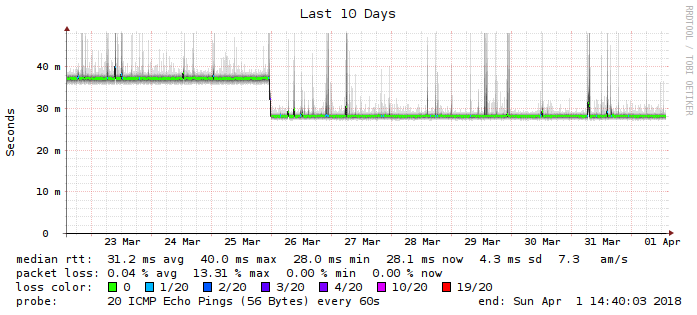 Last 10 Days
RRDTOOL / TOBI OETIKER
Seconds
40 m
30 m
20 m
10 m
0
23 Mar 24 Mar 25 Mar 26 Mar 27 Mar 28 Mar 29 Mar 30 Mar 31 Mar 01 Apr
median rtt: 31.2 ms avg 40.0 ms max 28.0 ms min 28.1 ms now 4.3 ms sd 7.3 am/s
packet loss: 0.04 % avg 13.31 % max 0.00 % min 0.00 % now
loss color: 0 1/20 2/20 3/20 4/20 10/20 19/20
probe: 20 ICMP Echo Pings (56 Bytes) every 60s end: Sun Apr 1 14:40:03 2018